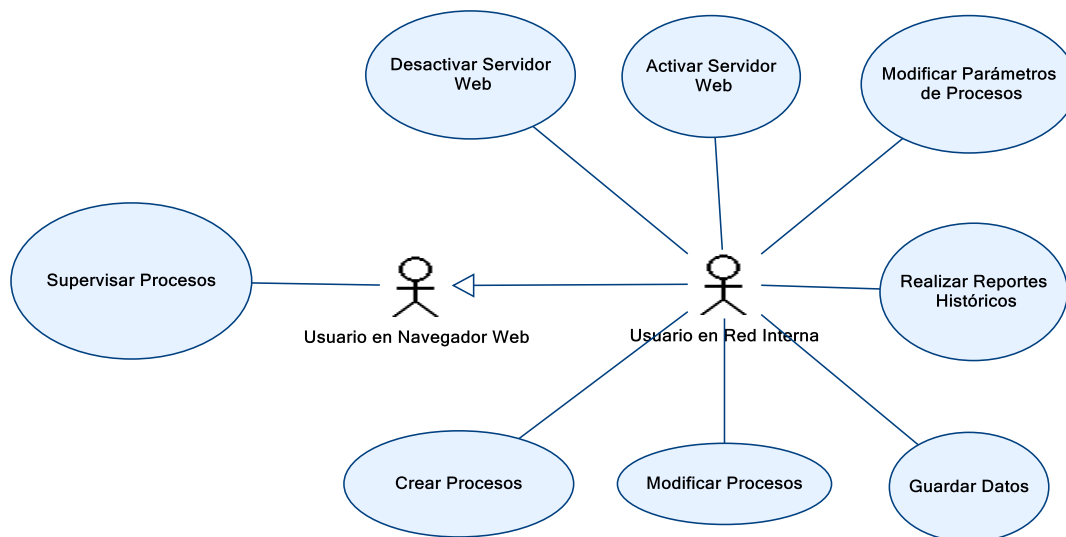 Desactivar Servidor
Web
Activar Servidor
Web
Modificar Parámetros
de Procesos
Supervisar Procesos
Usuario en Navegador Web
Usuario en Red Interna
Realizar Reportes
Históricos
Crear Procesos
Modificar Procesos
Guardar Datos